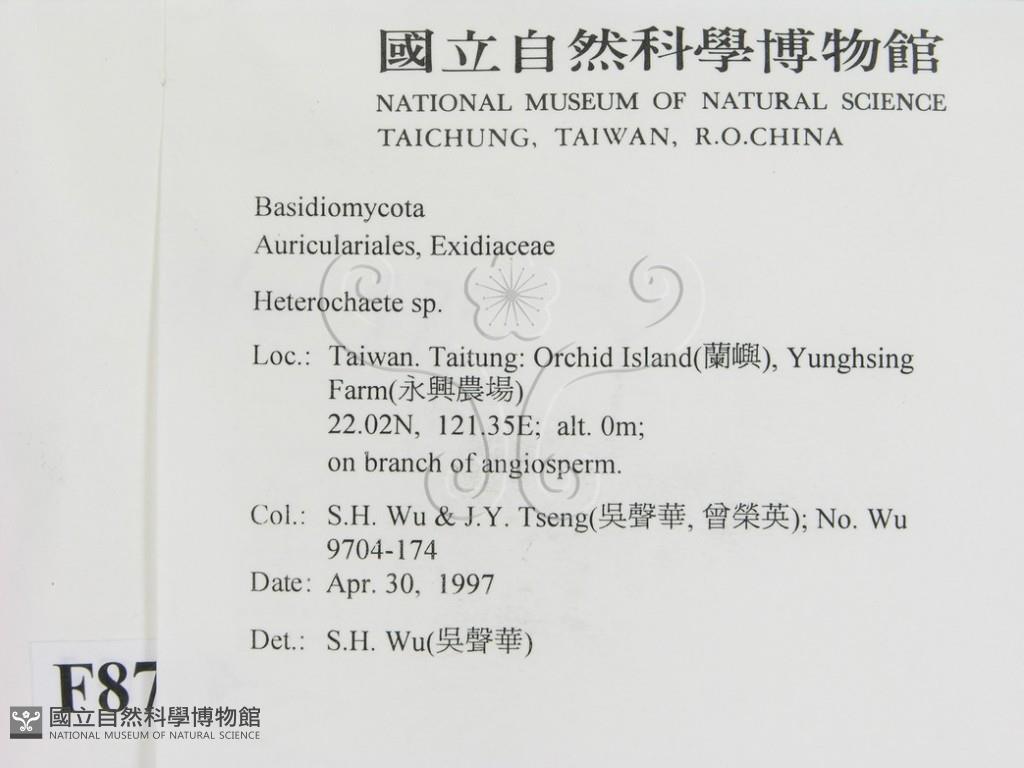 國立自然科學博物館
NATIONAL MUSEUM OF NATURAL SCIENCE
TAICHUNG, TAIWAN, R.O.CHINA
Basidiomycota
Auriculariales, Exidiaceae
Heterochaete sp.
Loc.: Taiwan. Taitung: Orchid Island(蘭嶼), Yunghsing
Farm(永興農場)
22.02N, 121.35E; alt. 0m;
on branch of angiosperm.
Col.: S.H. Wu & J.Y. Tseng(吳聲華, 曾榮英); No. Wu
9704-174
Date: Apr. 30, 1997
Det.: S.H. Wu(吳聲華)
F87
國立自然科學博物館
NATIONAL MUSEUM OF NATURAL SCIENCE